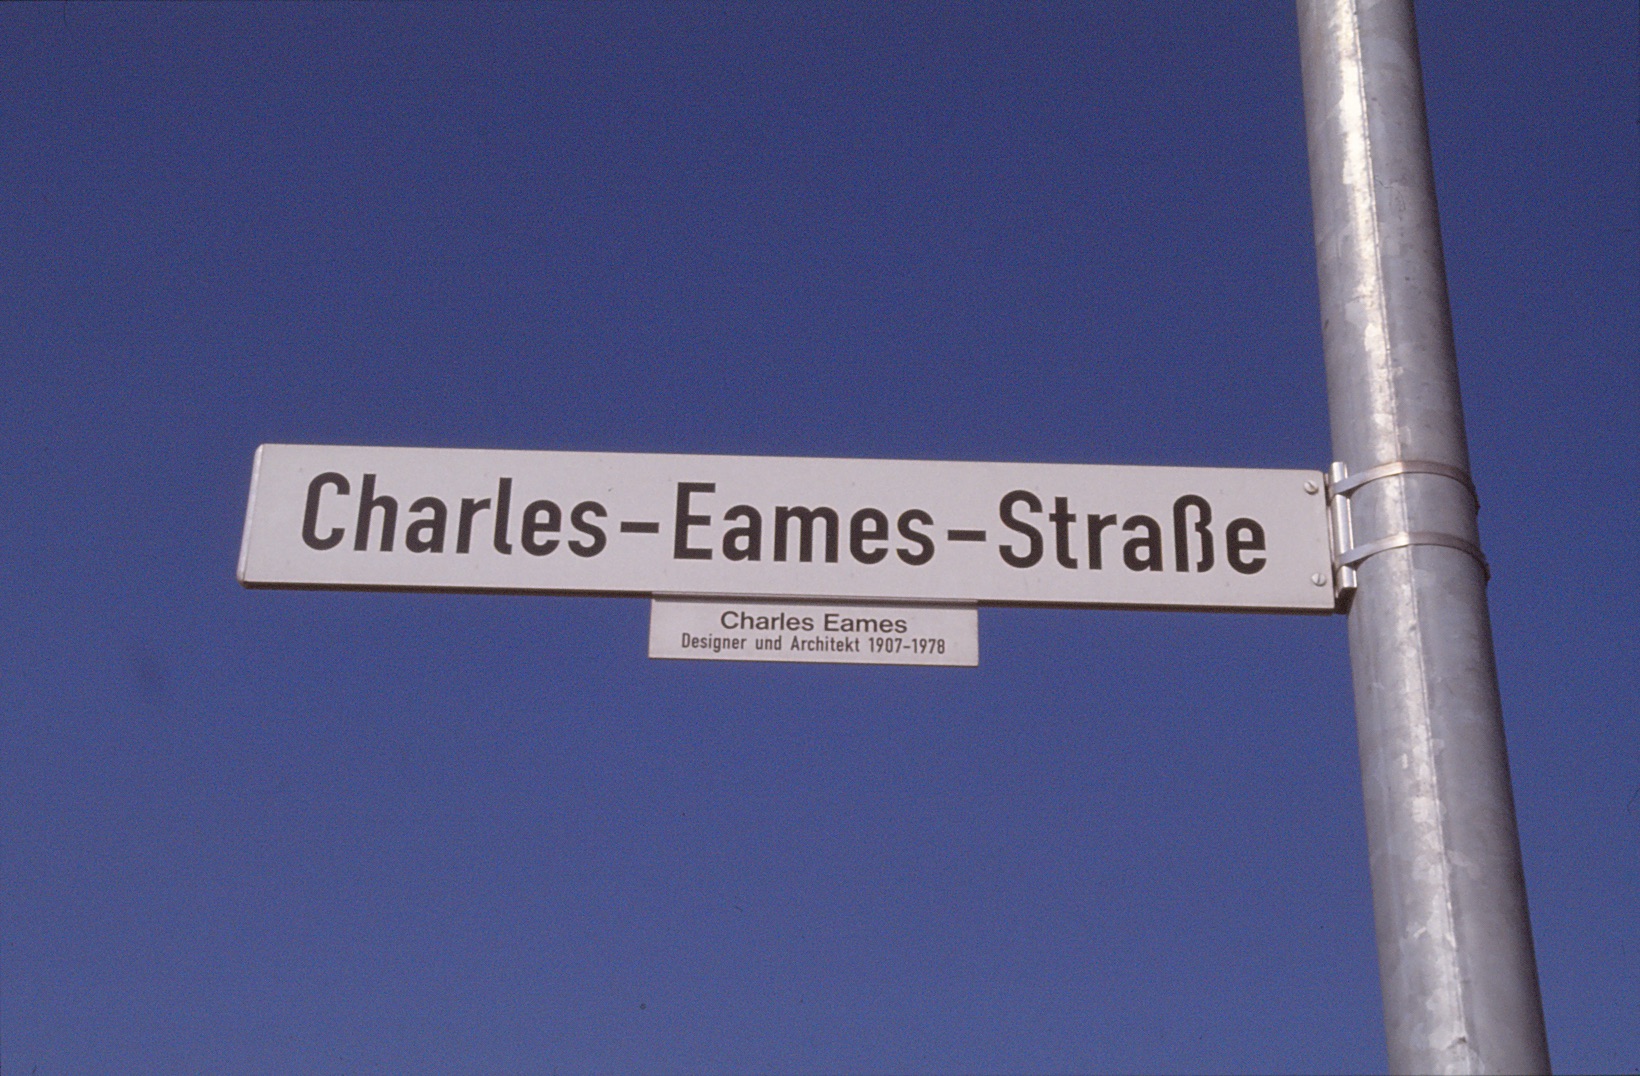 Charles-Eames-Straße
Charles Eames
Designer und Architekt 1907-1978